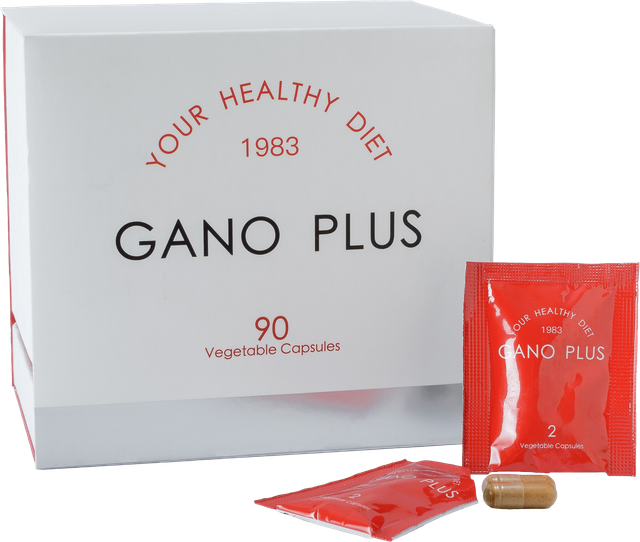 YOUR HEALTHY DIET
1983
GANO PLUS
90
Vegetable Capsules
YOUR HEALTHY DIET
1983
GANO PLUS
2
Vegetable Capsules
GANO PLUS
2